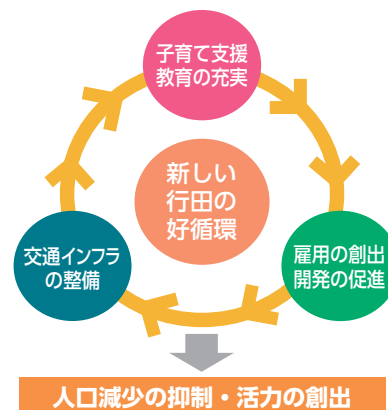 子育て支援
教育の充実
新しい
行田の
好循環
交通インフラ
の整備
雇用の創出
開発の促進
人口減少の抑制・活力の創出